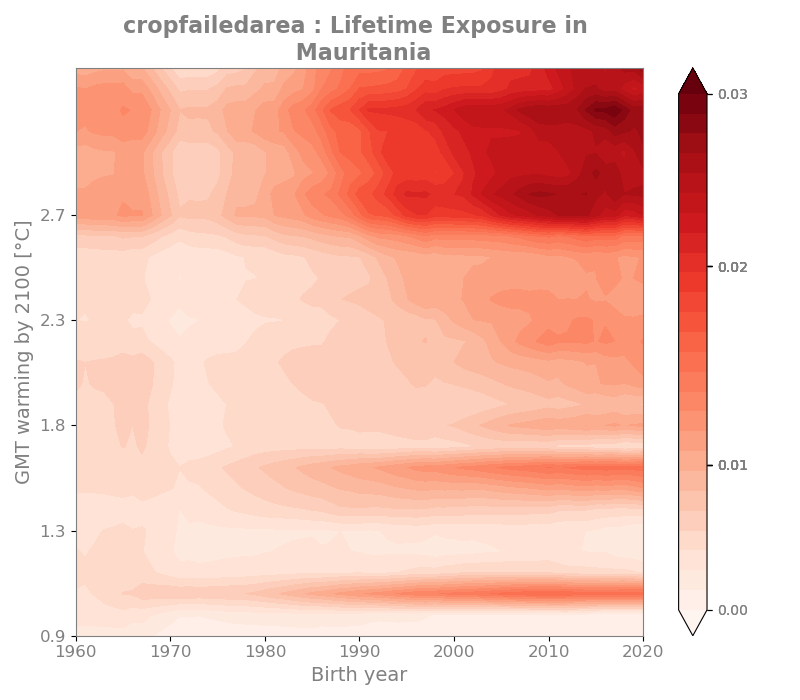 cropfailedarea : Lifetime Exposure in
Mauritania
GMT warming by 2100 [°C]
2.7
2.3
1.8
1.3
0.9
1960 1970 1980 1990 2000 2010 2020
Birth year
0.03
0.02
0.01
0.00